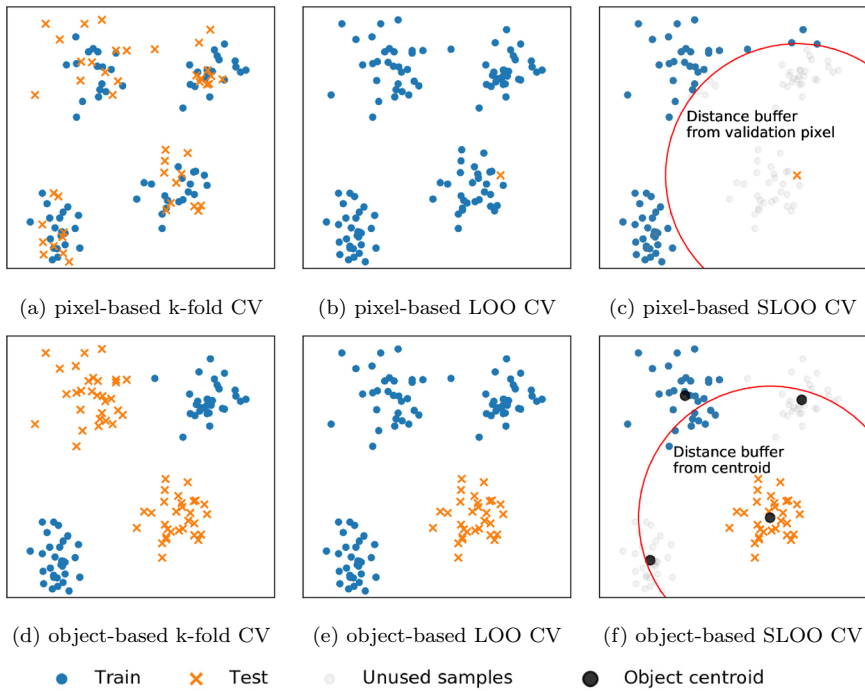 Distance buffer
from validation pixel
(a) pixel-based k-fold CV
(b) pixel-based LOO CV
(c) pixel-based SLOO CV
Distance buffer
from centroid
(d) object-based k-fold CV
(e) object-based LOO CV
(f) object-based SLOO CV
Train
Test
Unused samples
Object centroid